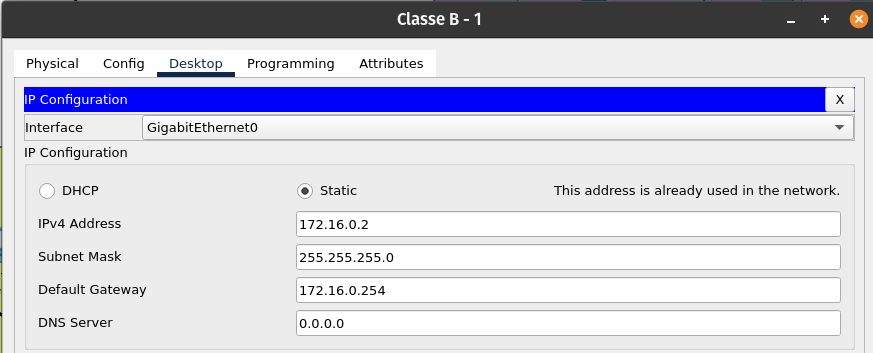 Classe B - 1
Physical Config Desktop Programming Attributes
IP Configuration X
Interface GigabitEthernet0
IP Configuration
DHCP Static This address is already used in the network.
IPv4 Address 172.16.0.2
Subnet Mask 255.255.255.0
Default Gateway 172.16.0.254
DNS Server 0.0.0.0